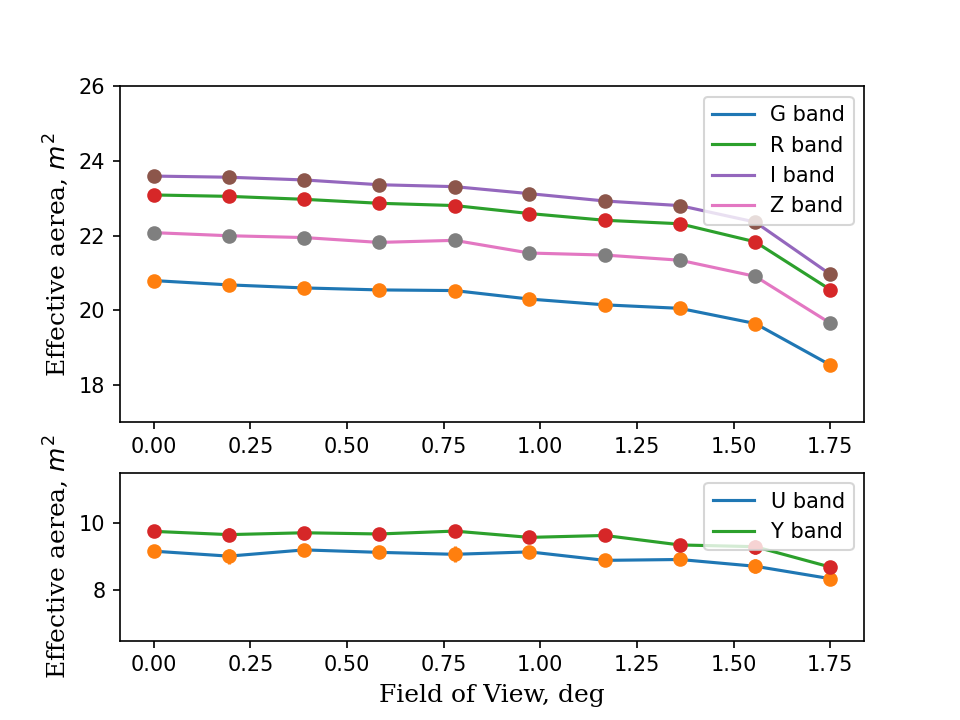 Effective aerea, m²
26
24
22
20
18
G band
R band
I band
Z band
0.00 0.25 0.50 0.75 1.00 1.25 1.50 1.75
Effective aerea, m²
10
8
U band
Y band
0.00 0.25 0.50 0.75 1.00 1.25 1.50 1.75
Field of View, deg